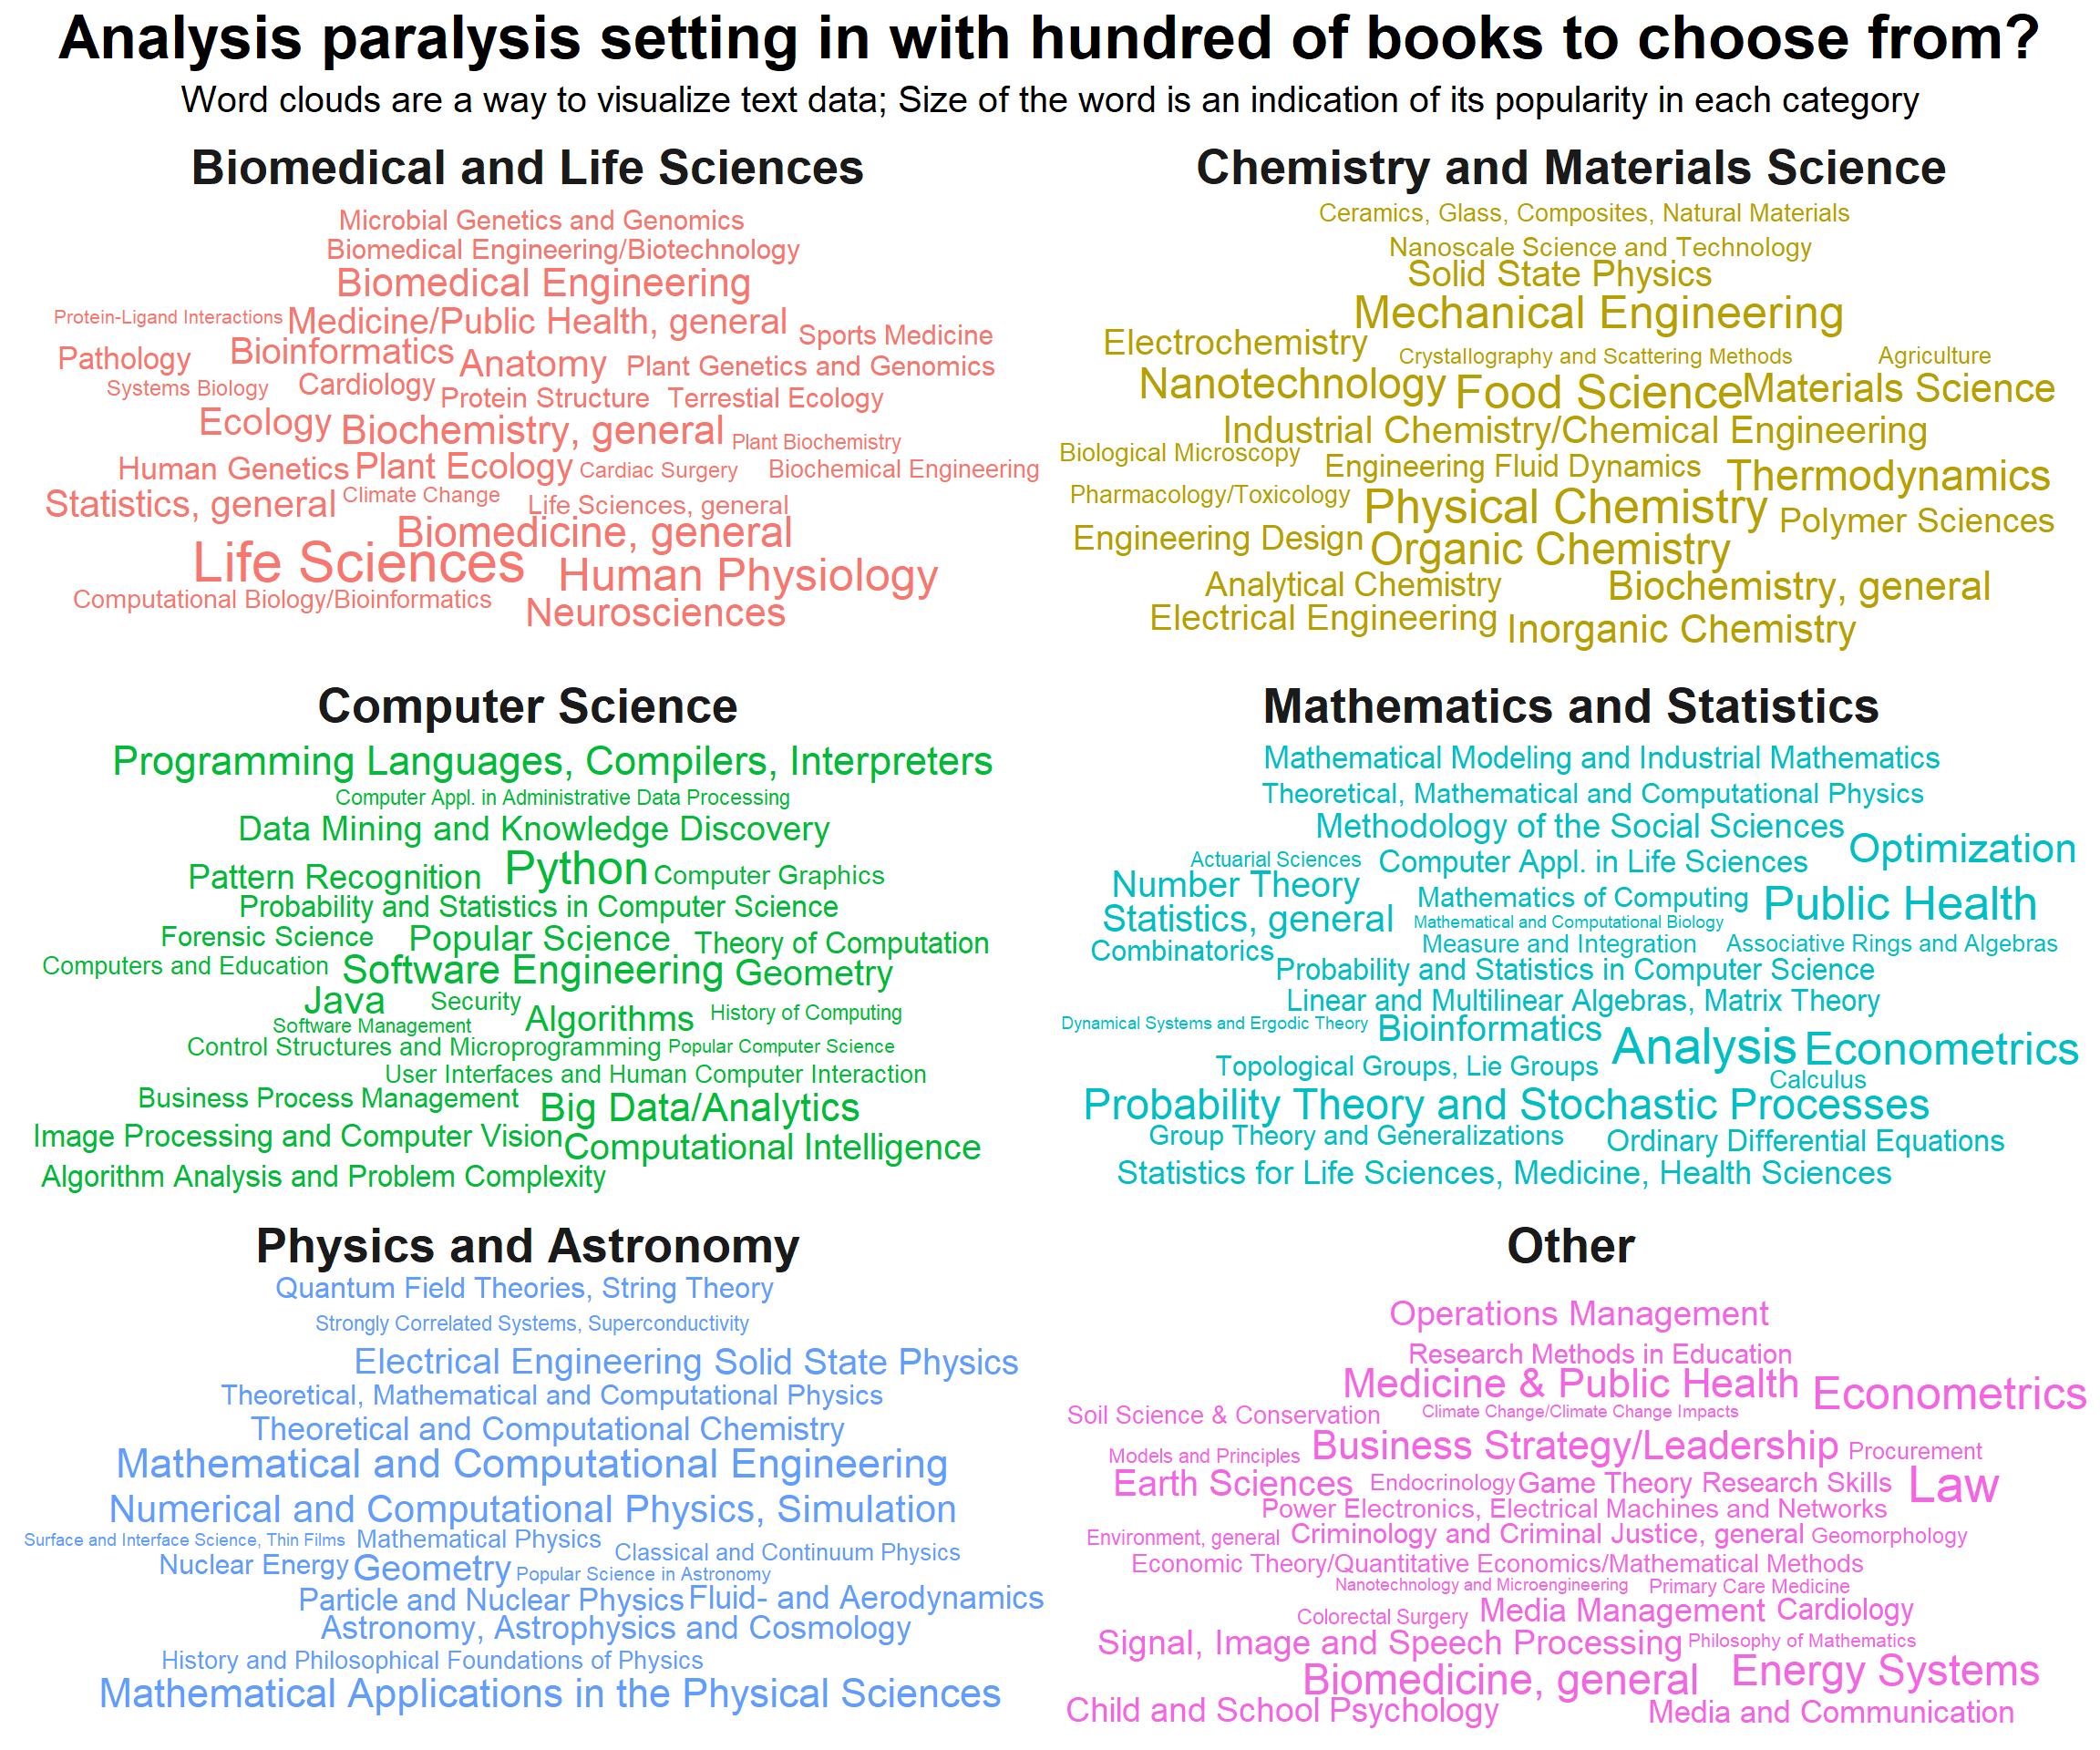 Analysis paralysis setting in with hundred of books to choose from?
Word clouds are a way to visualize text data; Size of the word is an indication of its popularity in each category
Biomedical and Life Sciences
Microbial Genetics and Genomics
Biomedical Engineering/Biotechnology
Biomedical Engineering
Protein-Ligand Interactions
Medicine/Public Health, general
Sports Medicine
Pathology
Bioinformatics
Anatomy
Plant Genetics and Genomics
Systems Biology
Cardiology
Protein Structure
Terrestial Ecology
Ecology
Biochemistry, general
Plant Biochemistry
Human Genetics
Plant Ecology
Cardiac Surgery
Biochemical Engineering
Statistics, general
Climate Change
Life Sciences, general
Biomedicine, general
Life Sciences
Human Physiology
Computational Biology/Bioinformatics
Neurosciences
Chemistry and Materials Science
Ceramics, Glass, Composites, Natural Materials
Nanoscale Science and Technology
Solid State Physics
Mechanical Engineering
Electrochemistry
Crystallography and Scattering Methods
Agriculture
Nanotechnology
Food Science
Materials Science
Industrial Chemistry/Chemical Engineering
Biological Microscopy
Engineering Fluid Dynamics
Thermodynamics
Pharmacology/Toxicology
Physical Chemistry
Polymer Sciences
Engineering Design
Organic Chemistry
Analytical Chemistry
Biochemistry, general
Electrical Engineering
Inorganic Chemistry
Computer Science
Programming Languages, Compilers, Interpreters
Computer Appl. in Administrative Data Processing
Data Mining and Knowledge Discovery
Pattern Recognition
Python
Computer Graphics
Probability and Statistics in Computer Science
Forensic Science
Popular Science
Theory of Computation
Computers and Education
Software Engineering
Geometry
Java
Security
Algorithms
History of Computing
Software Management
Control Structures and Microprogramming
Popular Computer Science
User Interfaces and Human Computer Interaction
Business Process Management
Big Data/Analytics
Image Processing and Computer Vision
Computational Intelligence
Algorithm Analysis and Problem Complexity
Mathematics and Statistics
Mathematical Modeling and Industrial Mathematics
Theoretical, Mathematical and Computational Physics
Methodology of the Social Sciences
Optimization
Actuarial Sciences
Computer Appl. in Life Sciences
Number Theory
Mathematics of Computing
Public Health
Statistics, general
Mathematical and Computational Biology
Combinatorics
Measure and Integration
Associative Rings and Algebras
Probability and Statistics in Computer Science
Linear and Multilinear Algebras, Matrix Theory
Dynamical Systems and Ergodic Theory
Bioinformatics
Analysis
Econometrics
Topological Groups, Lie Groups
Calculus
Probability Theory and Stochastic Processes
Group Theory and Generalizations
Ordinary Differential Equations
Statistics for Life Sciences, Medicine, Health Sciences
Physics and Astronomy
Quantum Field Theories, String Theory
Strongly Correlated Systems, Superconductivity
Electrical Engineering
Solid State Physics
Theoretical, Mathematical and Computational Physics
Theoretical and Computational Chemistry
Mathematical and Computational Engineering
Numerical and Computational Physics, Simulation
Surface and Interface Science, Thin Films
Mathematical Physics
Classical and Continuum Physics
Nuclear Energy
Geometry
Popular Science in Astronomy
Particle and Nuclear Physics
Fluid- and Aerodynamics
Astronomy, Astrophysics and Cosmology
History and Philosophical Foundations of Physics
Mathematical Applications in the Physical Sciences
Other
Operations Management
Research Methods in Education
Medicine & Public Health
Econometrics
Soil Science & Conservation
Climate Change/Climate Change Impacts
Models and Principles
Business Strategy/Leadership
Procurement
Earth Sciences
Endocrinology
Game Theory
Research Skills
Law
Power Electronics, Electrical Machines and Networks
Environment, general
Criminology and Criminal Justice, general
Geomorphology
Economic Theory/Quantitative Economics/Mathematical Methods
Nanotechnology and Microengineering
Primary Care Medicine
Colorectal Surgery
Media Management
Cardiology
Signal, Image and Speech Processing
Philosophy of Mathematics
Biomedicine, general
Energy Systems
Child and School Psychology
Media and Communication